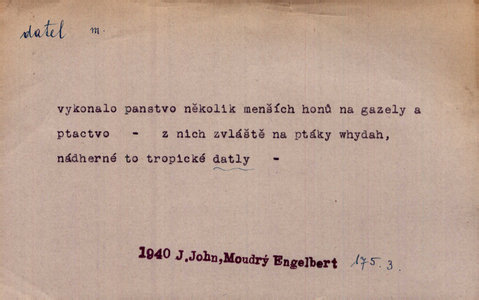 datel m.
vykonalo panstvo několik menších honů na gazely a
ptactvo - z nich zvláště na ptáky whydah,
nádherné to tropické datly -
1940 J.John,Moudrý Engelbert 175.3.